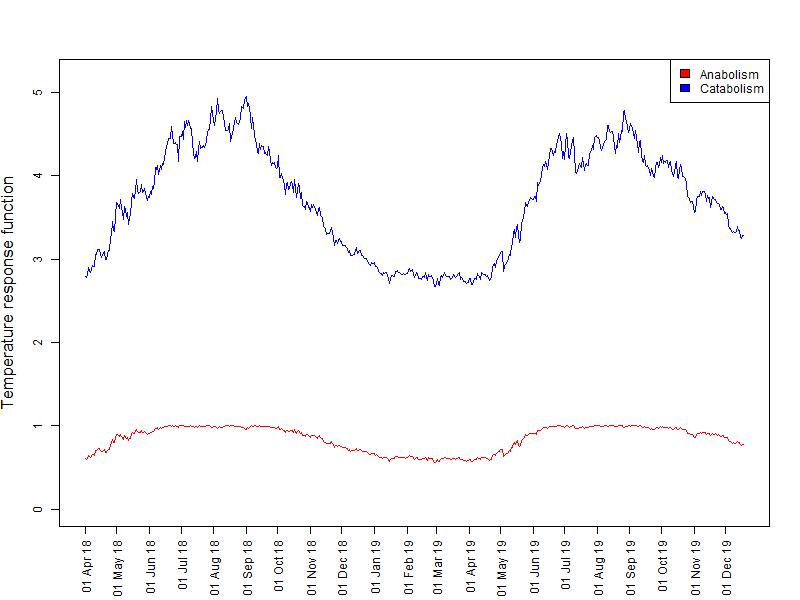 Anabolism
Catabolism
Temperature response function
5
4
3
2
1
0
01 Apr 18
01 May 18
01 Jun 18
01 Jul 18
01 Aug 18
01 Sep 18
01 Oct 18
01 Nov 18
01 Dec 18
01 Jan 19
01 Feb 19
01 Mar 19
01 Apr 19
01 May 19
01 Jun 19
01 Jul 19
01 Aug 19
01 Sep 19
01 Oct 19
01 Nov 19
01 Dec 19